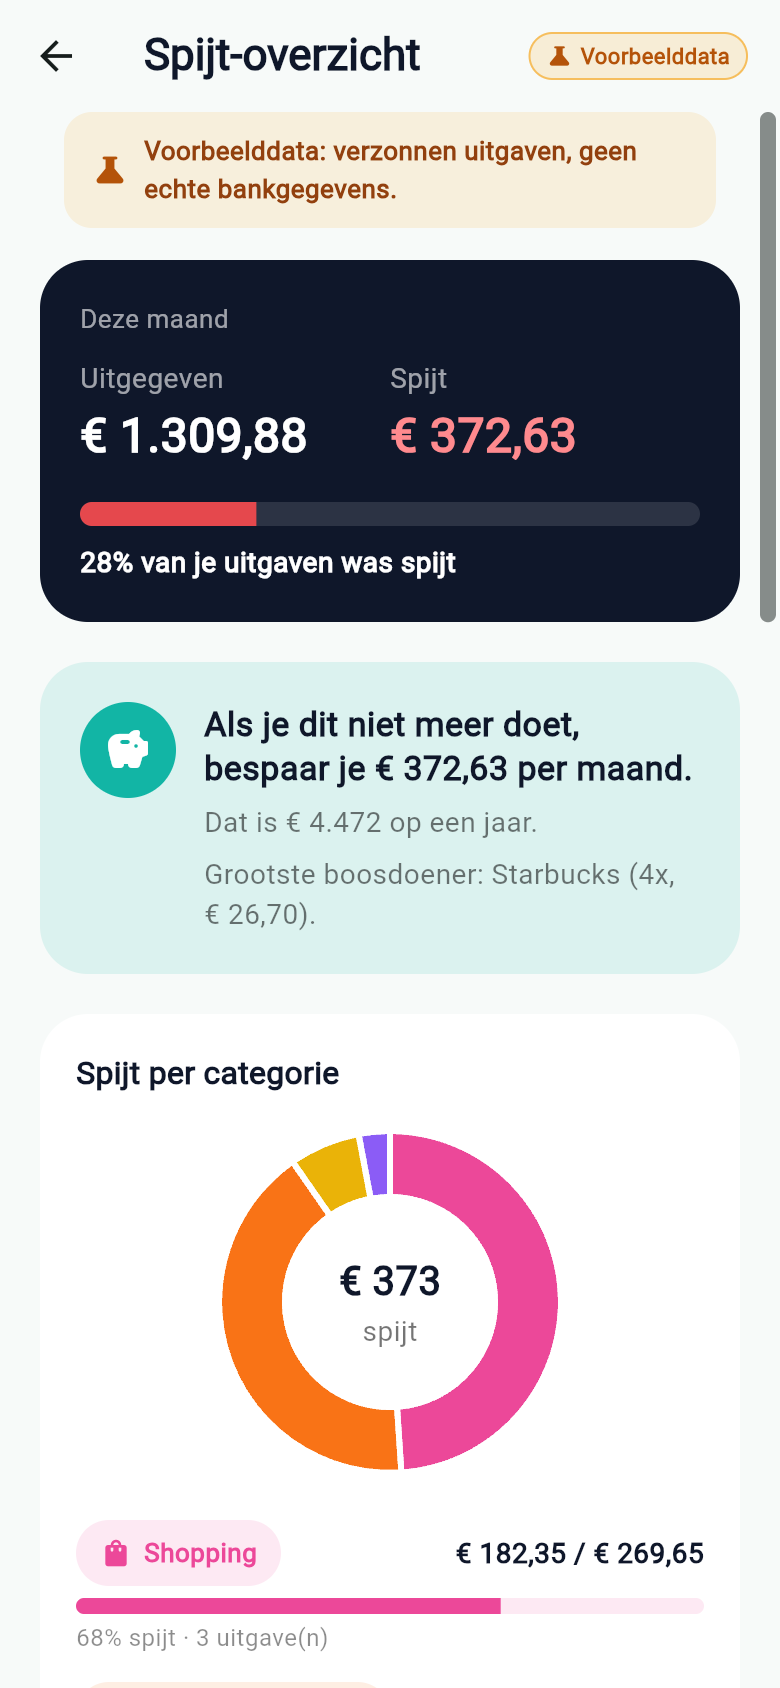 Spijt-overzicht
Voorbeelddata
Voorbeelddata: verzonnen uitgaven, geen
echte bankgegevens.
Deze maand
Uitgegeven
Spijt
€ 1.309,88
€ 372,63
28% van je uitgaven was spijt
Als je dit niet meer doet,
bespaar je € 372,63 per maand.
Dat is € 4.472 op een jaar.
Grootste boosdoener: Starbucks (4x,
€ 26,70).
Spijt per categorie
€ 373
spijt
Shopping
€ 182,35 / € 269,65
68% spijt · 3 uitgave(n)